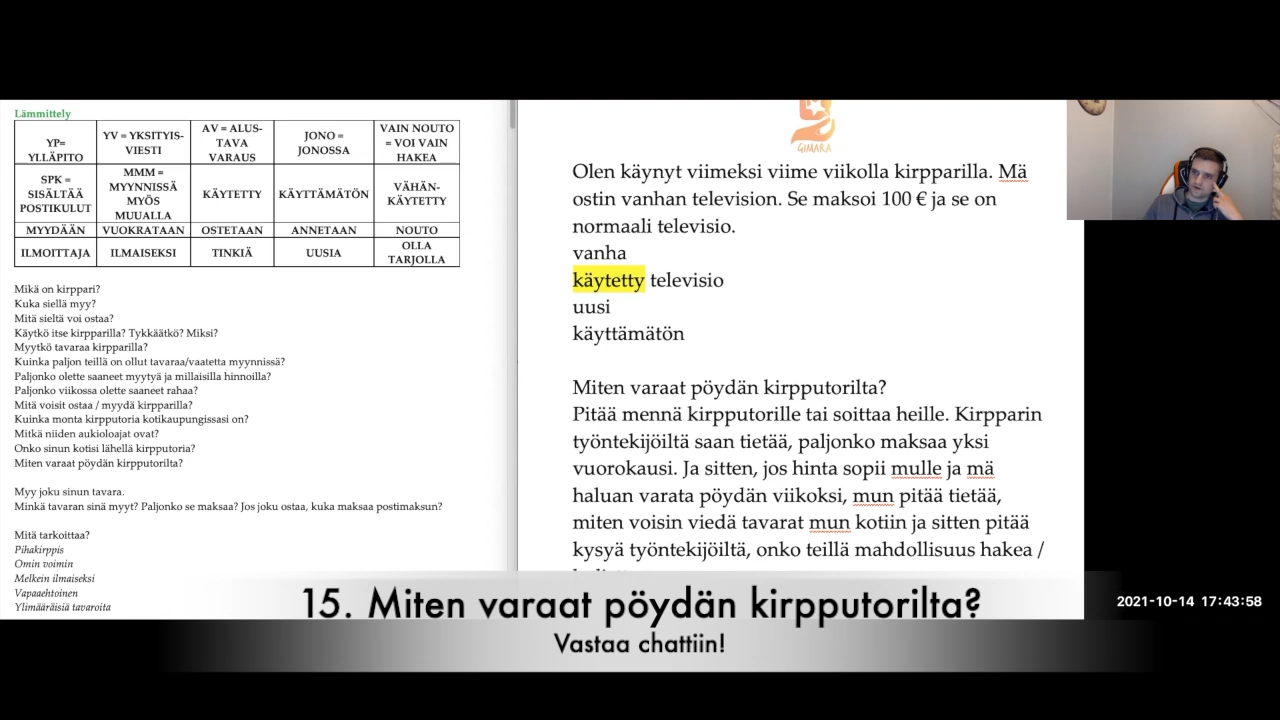 Lämmittely
YP=
YLLÄPITO
YV = YKSITYIS-
VIESTI
AV = ALUS-
TAVA
VARAUS
JONO =
JONOSSA
VAIN NOUTO
= VOI VAIN
HAKEA
SPK =
SISÄLTÄÄ
POSTIKULUT
MMM =
MYYNNISSÄ
MYÖS
MUUALLA
KÄYTETTY
KÄYTTÄMÄTÖN
VÄHÄN-
KÄYTETTY
MYYDÄÄN
VUOKRATAAN
OSTETAAN
ANNETAAN
NOUTO
ILMOITTAJA
ILMAISEKSI
TINKIÄ
UUSIA
OLLA
TARJOLLA
Mikä on kirppari?
Kuka siellä myy?
Mitä sieltä voi ostaa?
Käytkö itse kirpparilla? Tykkäätkö? Miksi?
Myytkö tavaraa kirpparilla?
Kuinka paljon teillä on ollut tavaraa/vaatetta myynnissä?
Paljonko olette saaneet myytyä ja millaisilla hinnoilla?
Paljonko viikossa olette saaneet rahaa?
Mitä voisit ostaa / myydä kirpparilla?
Kuinka monta kirpputoria kotikaupungissasi on?
Mitkä niiden aukioloajat ovat?
Onko sinun kotisi lähellä kirpputoria?
Miten varaat pöydän kirpputorilta?
Myy joku sinun tavara.
Minkä tavaran sinä myyt? Paljonko se maksaa? Jos joku ostaa, kuka maksaa postimaksun?
Mitä tarkoittaa?
Pihakirppis
Omin voimin
Melkein ilmaiseksi
Vapaaehtoinen
Ylimääräisiä tavaroita
GIMARA
Olen käynyt viimeksi viime viikolla kirpparilla. Mä
ostin vanhan television. Se maksoi 100 € ja se on
normaali televisio.
vanha
käytetty televisio
uusi
käyttämätön
Miten varaat pöydän kirpputorilta?
Pitää mennä kirpputorille tai soittaa heille. Kirpparin
työntekijöiltä saan tietää, paljonko maksaa yksi
vuorokausi. Ja sitten, jos hinta sopii mulle ja mä
haluan varata pöydän viikoksi, mun pitää tietää,
miten voisin viedä tavarat mun kotiin ja sitten pitää
kysyä työntekijöiltä, onko teillä mahdollisuus hakea /
15. Miten varaat pöydän kirpputorilta?
Vastaa chattiin!
2021-10-14 17:43:58